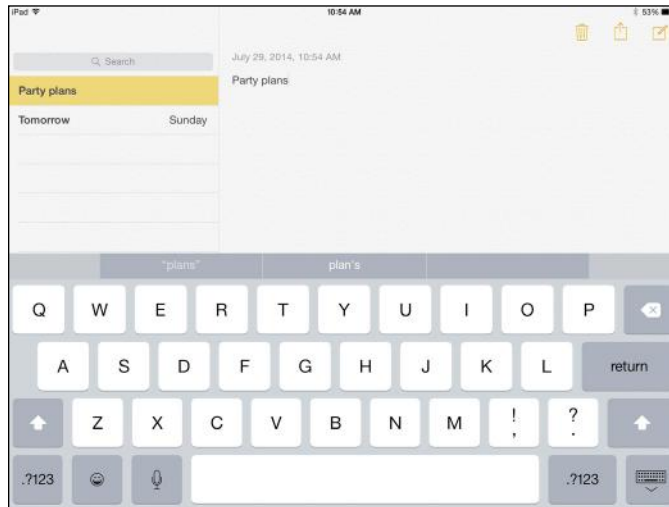 iPad 10:54 AM 53%
Search
July 29, 2014, 10:54 AM
Party plans
Party plans
Tomorrow Sunday
"plans" plan's
Q W E R T Y U I O P
A S D F G H J K L return
Z X C V B N M ! , ? .
.?123 .?123